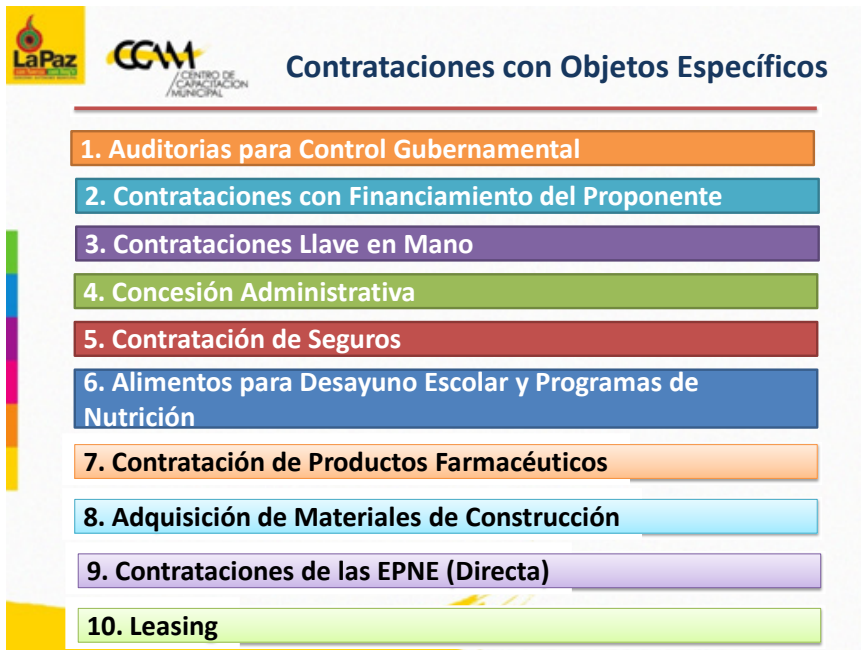 LaPaz
CCAM
CENTRO DE
CAPACITACION
MUNICIPAL
Contrataciones con Objetos Específicos
1. Auditorias para Control Gubernamental
2. Contrataciones con Financiamiento del Proponente
3. Contrataciones Llave en Mano
4. Concesión Administrativa
5. Contratación de Seguros
6. Alimentos para Desayuno Escolar y Programas de
Nutrición
7. Contratación de Productos Farmacéuticos
8. Adquisición de Materiales de Construcción
9. Contrataciones de las EPNE (Directa)
10. Leasing